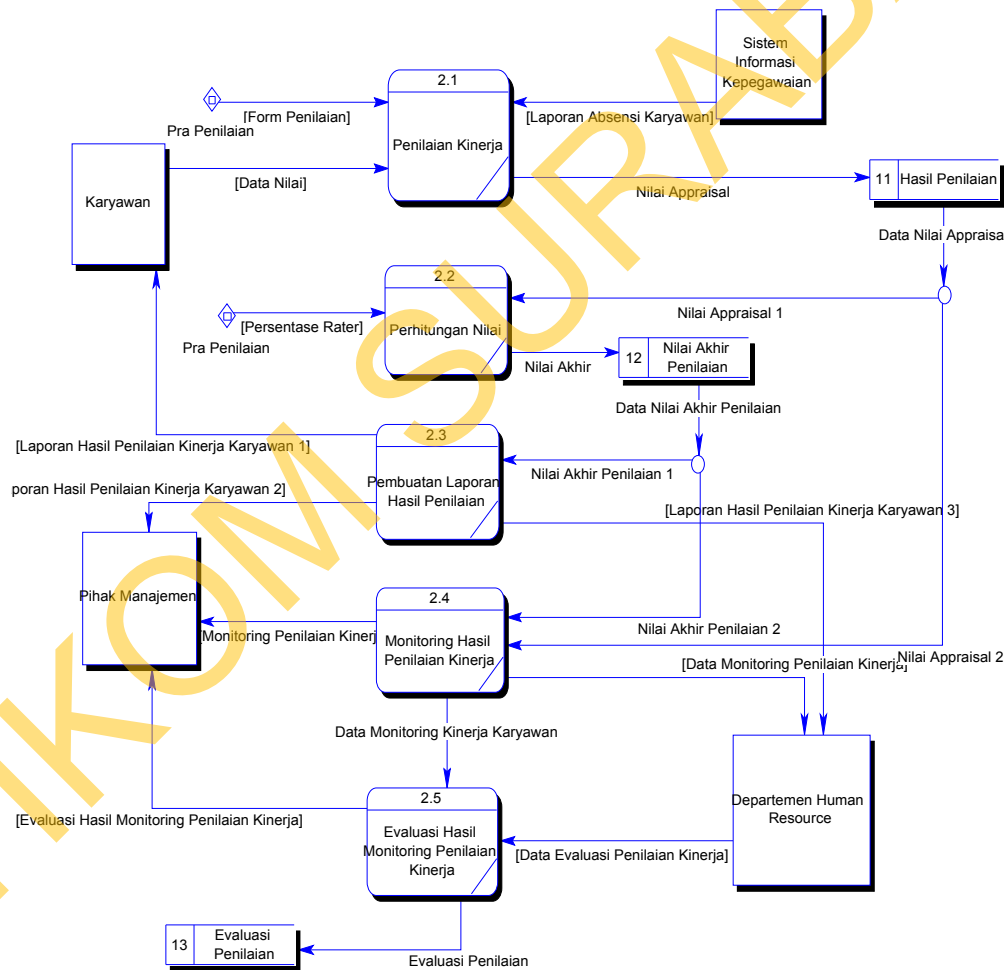 Sistem
Informasi
Kepegawaian
2.1
[Form Penilaian]
[Laporan Absensi Karyawan]
Pra Penilaian
Penilaian Kinerja
[Data Nilai]
Karyawan
Nilai Appraisal
11 Hasil Penilaian
Data Nilai Appraisa
2.2
Nilai Appraisal 1
[Persentase Rater]
Perhitungan Nilai
Pra Penilaian
Nilai Akhir
12
Nilai Akhir
Penilaian
Data Nilai Akhir Penilaian
2.3
[Laporan Hasil Penilaian Kinerja Karyawan 1]
Nilai Akhir Penilaian 1
Pembuatan Laporan
Hasil Penilaian
poran Hasil Penilaian Kinerja Karyawan 2]
[Laporan Hasil Penilaian Kinerja Karyawan 3]
Pihak Manajemen
2.4
[Monitoring Penilaian Kinerj
Monitoring Hasil
Penilaian Kinerja
Nilai Akhir Penilaian 2
Nilai Appraisal 2
[Data Monitoring Penilaian Kinerja]
Data Monitoring Kinerja Karyawan
2.5
[Evaluasi Hasil Monitoring Penilaian Kinerja]
Evaluasi Hasil
Monitoring Penilaian
Kinerja
Departemen Human
Resource
[Data Evaluasi Penilaian Kinerja]
13
Evaluasi
Penilaian
Evaluasi Penilaian
IKOM SURABA